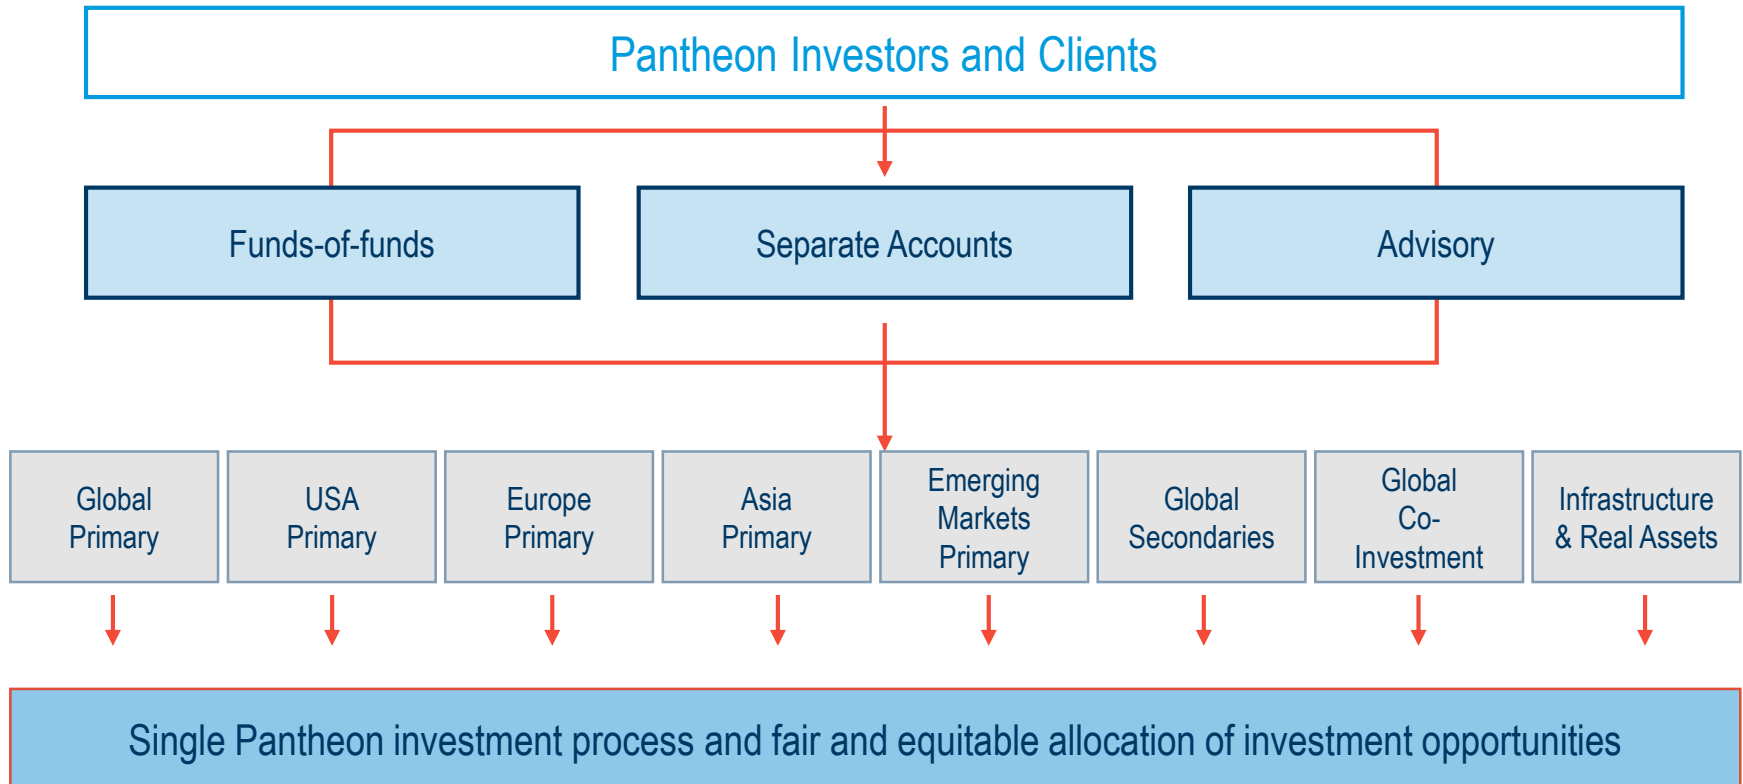 Pantheon Investors and Clients
Funds-of-funds
Separate Accounts
Advisory
Global
Primary
USA
Primary
Europe
Primary
Asia
Primary
Emerging
Markets
Primary
Global
Secondaries
Global
Co-
Investment
Infrastructure
& Real Assets
Single Pantheon investment process and fair and equitable allocation of investment opportunities